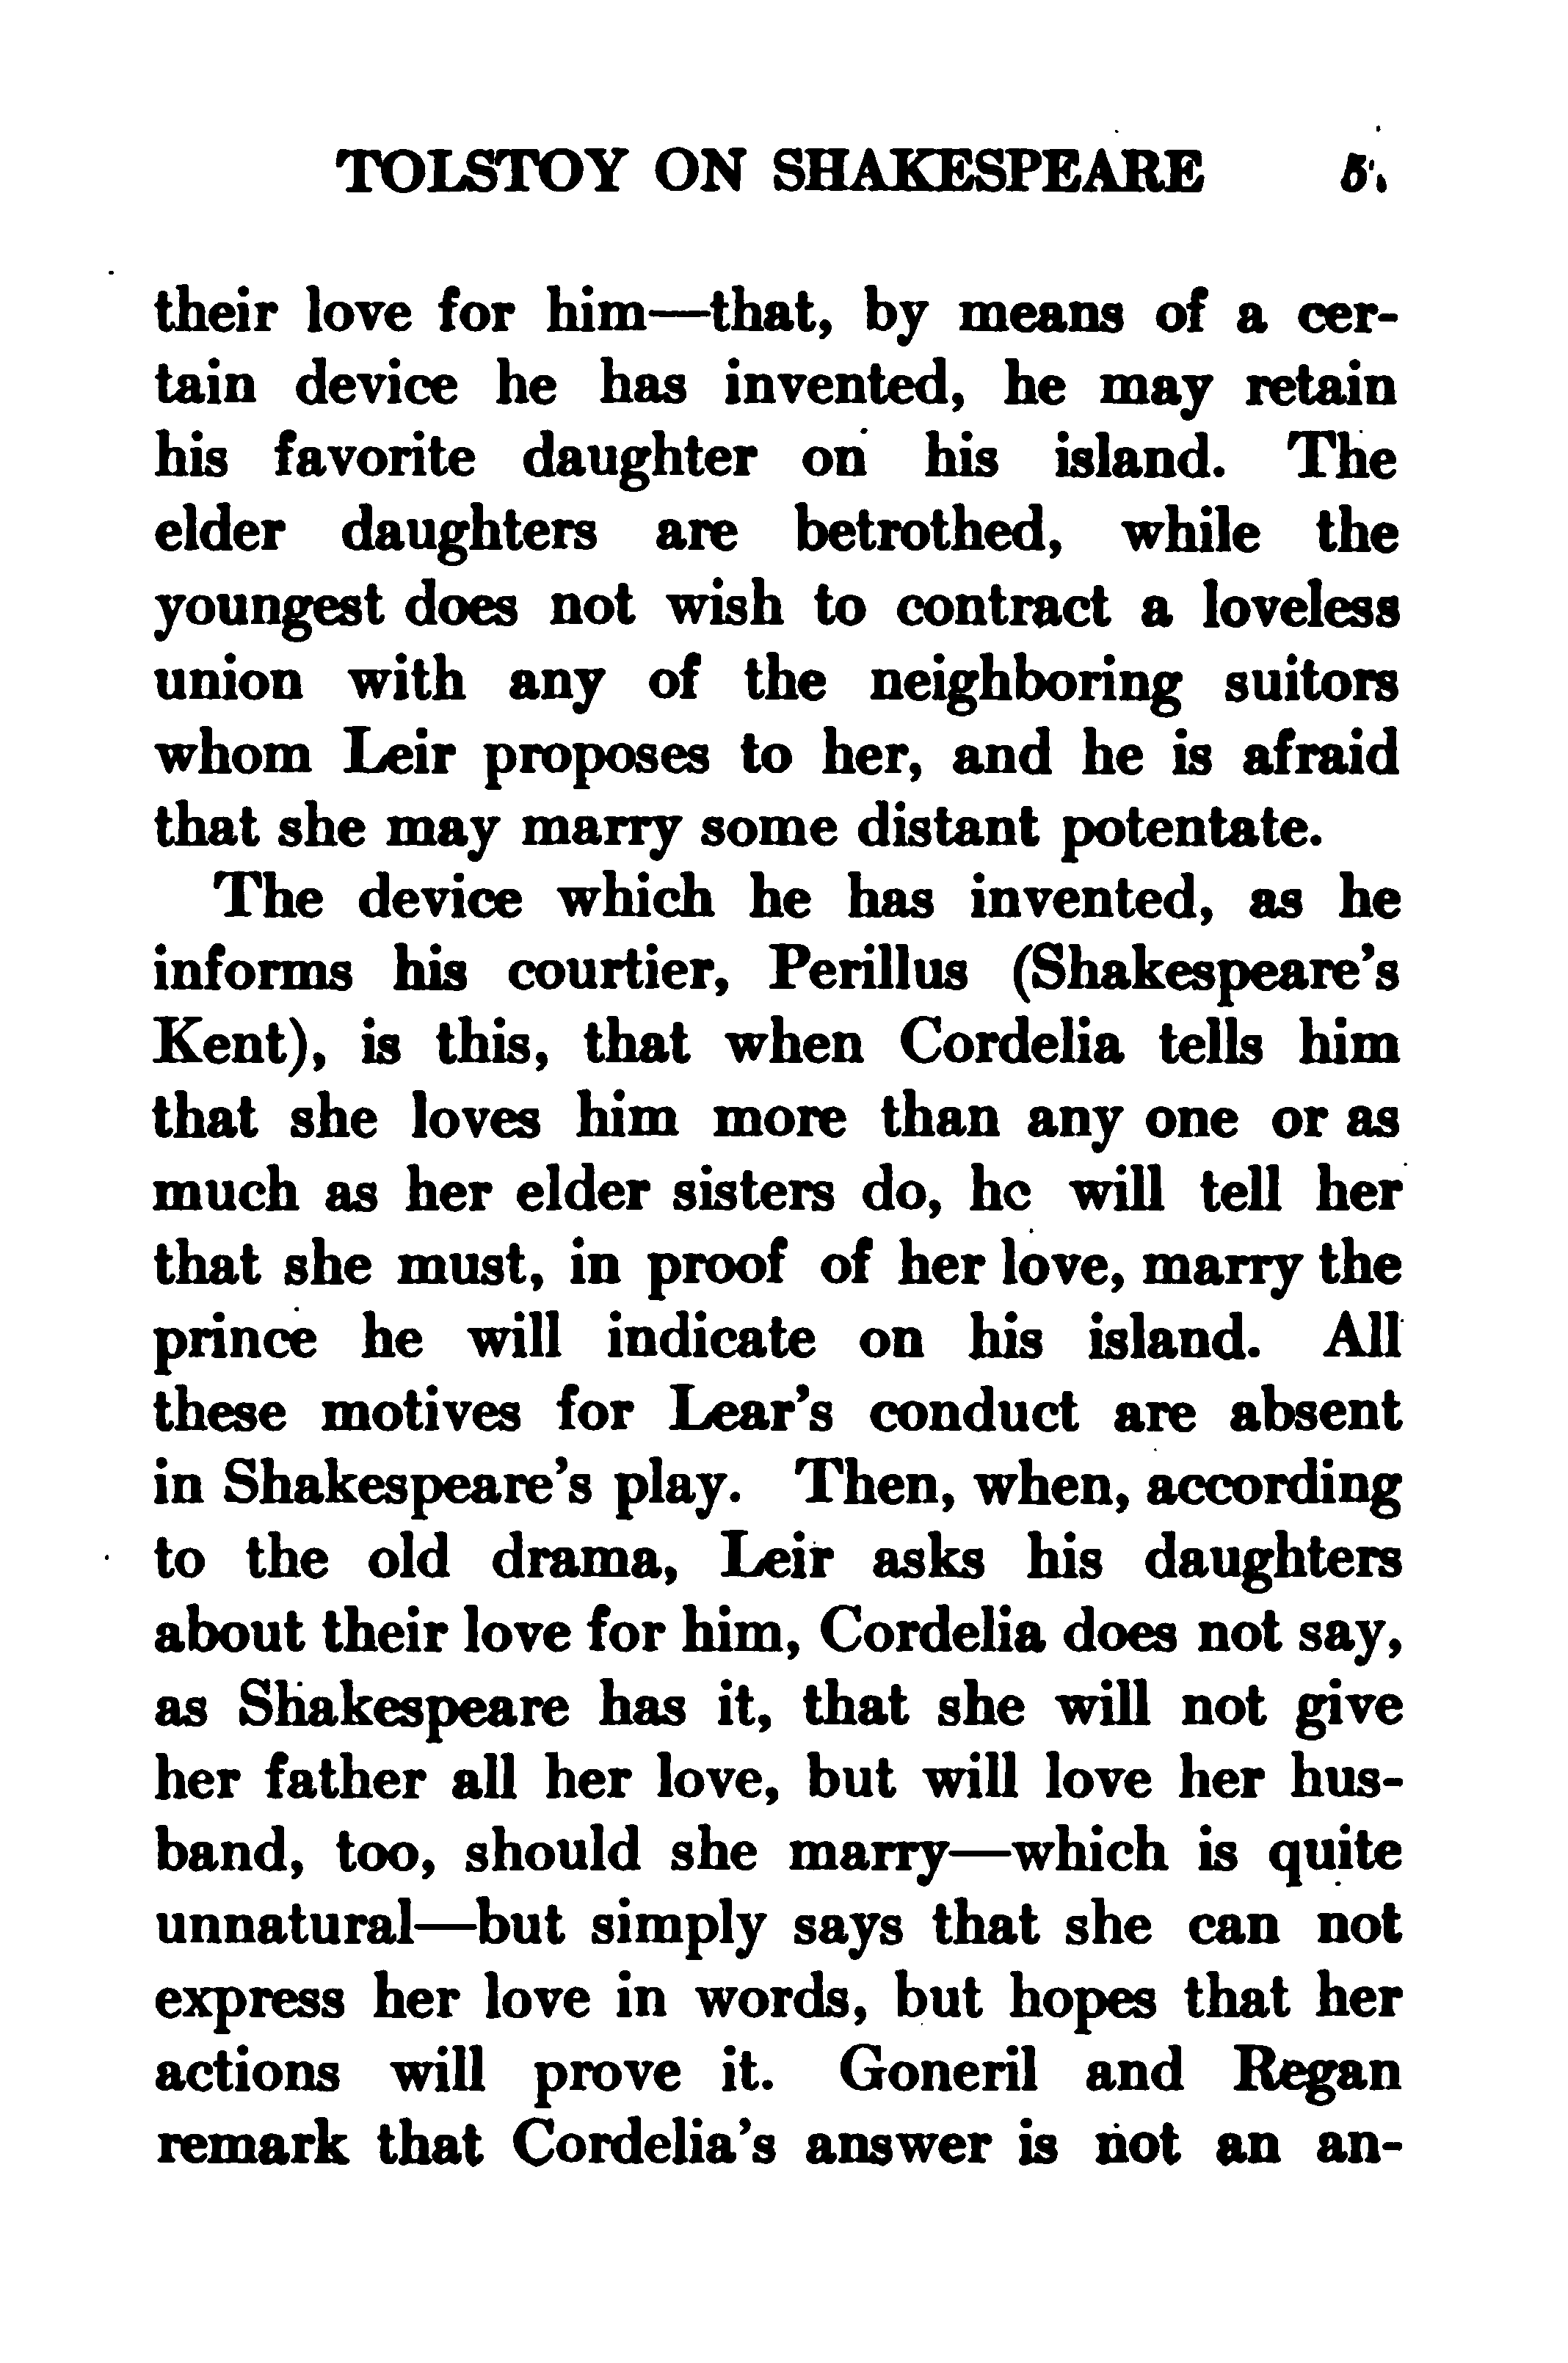 TOLSTOY ON SHAKESPEARE
their love for him—that, by means of a cer-
tain device he has invented, he may retain
his favorite daughter on his island. The
elder daughters are betrothed, while the
youngest does not wish to contract a loveless
union with any of the neighboring suitors
whom Leir proposes to her, and he is afraid
that she may marry some distant potentate.
The device which he has invented, as he
informs his courtier, Perillus (Shakespeare's
Kent), is this, that when Cordelia tells him
that she loves him more than any one or as
much as her elder sisters do, he will tell her
that she must, in proof of her love, marry the
prince he will indicate on his island. All
these motives for Lear's conduct are absent
in Shakespeare's play. Then, when, according
to the old drama, Leir asks his daughters
about their love for him, Cordelia does not say,
as Shakespeare has it, that she will not give
her father all her love, but will love her hus-
band, too, should she marry—which is quite
unnatural—but simply says that she can not
express her love in words, but hopes that her
actions will prove it. Goneril and Regan
remark that Cordelia's answer is not an an-